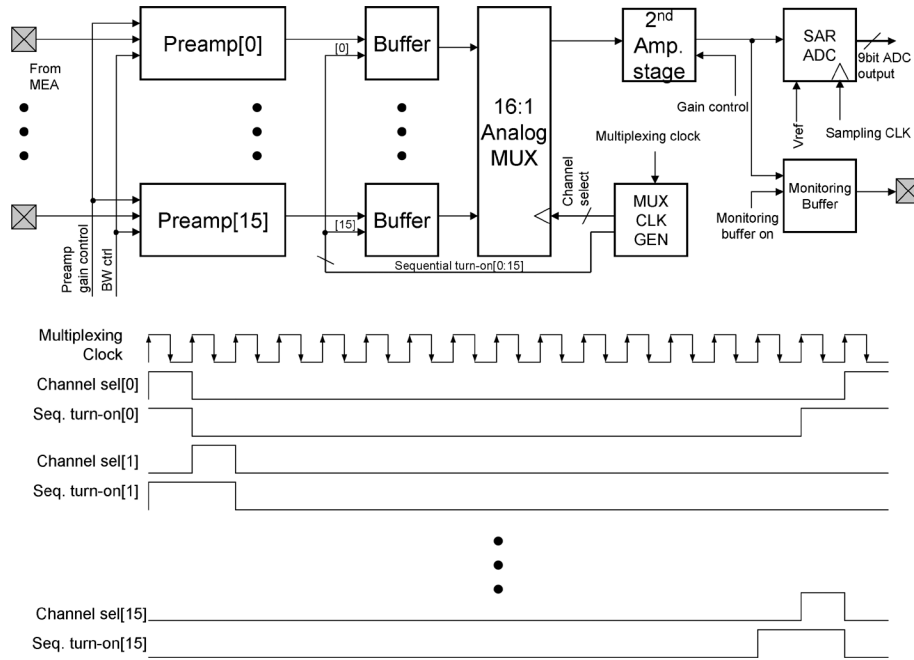 Preamp[0]
[0]
Buffer
2nd
Amp.
stage
SAR
ADC
9bit ADC
output
From
MEA
16:1
Analog
MUX
Gain control
Vref
Sampling CLK
Multiplexing clock
Preamp[15]
[15]
Buffer
Channel
select
MUX
CLK
GEN
Monitoring
Buffer
Monitoring
buffer on
Sequential turn-on[0:15]
Preamp
gain control
BW ctrl
Multiplexing
Clock
Channel sel[0]
Seq. turn-on[0]
Channel sel[1]
Seq. turn-on[1]
Channel sel[15]
Seq. turn-on[15]